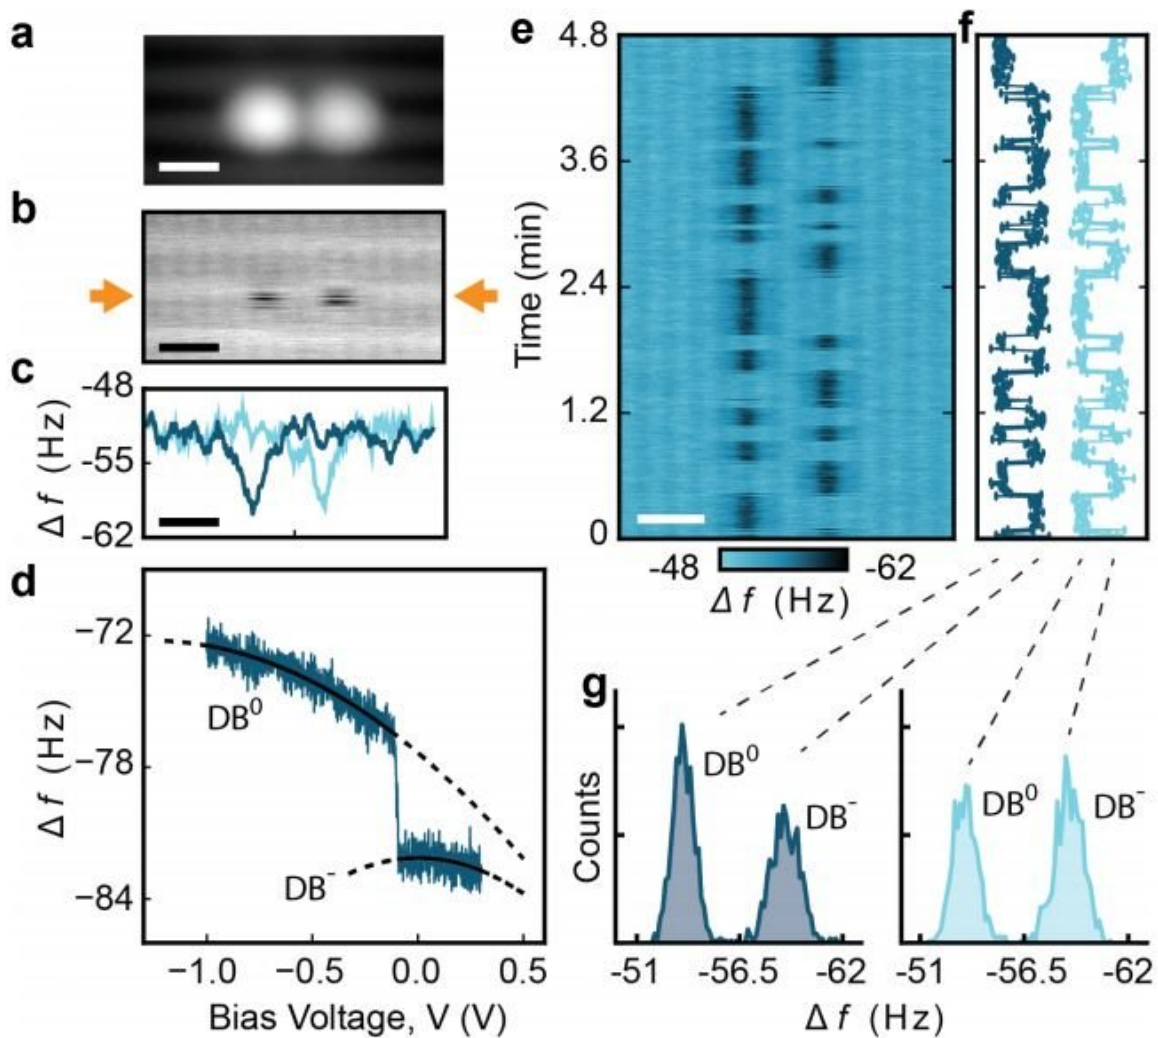 a
b
c
-48
-55
-62
Δf (Hz)
d
−72
−78
−84
Δf (Hz)
DB⁰
DB⁻
−1.0 −0.5 0.0 0.5
Bias Voltage, V (V)
e
4.8
3.6
2.4
1.2
0
Time (min)
-48 -62
Δf (Hz)
f
g
Counts
DB⁰
DB⁻
DB⁰
DB⁻
-51 -56.5 -62
-51 -56.5 -62
Δf (Hz)